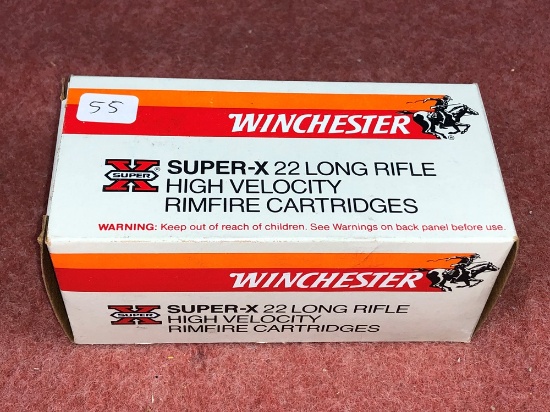 55
WINCHESTER®
X® SUPER
SUPER-X 22 LONG RIFLE
HIGH VELOCITY
RIMFIRE CARTRIDGES
WARNING: Keep out of reach of children. See Warnings on back panel before use.
WINCHESTER
X SUPER
SUPER-X 22 LONG RIFLE
HIGH VELOCITY
RIMFIRE CARTRIDGES